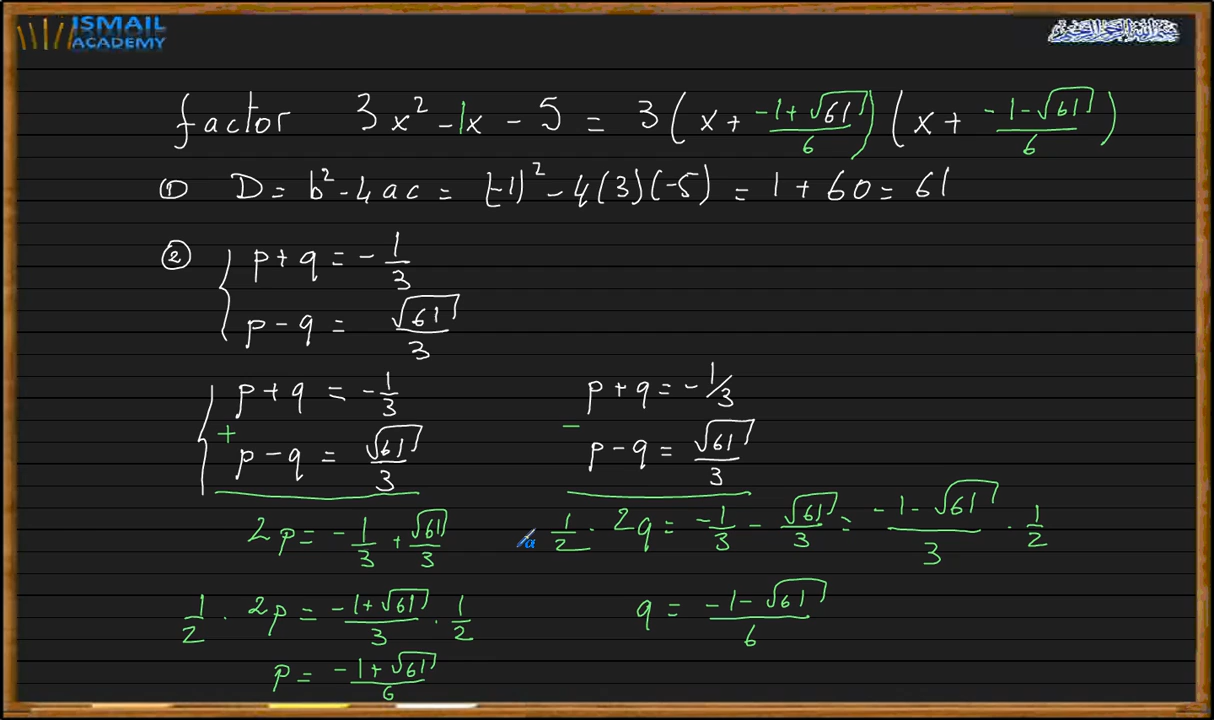 ISMAIL
ACADEMY
factor 3x² - 1x - 5 = 3(x + (-1+√61)/6)(x + (-1-√61)/6)
① D = b² - 4ac = (-1)² - 4(3)(-5) = 1 + 60 = 61
② { p + q = -1/3
p - q = √61/3
{ p + q = -1/3
+
p - q = √61/3
2p = -1/3 + √61/3
1/2 · 2p = (-1+√61)/3 · 1/2
p = (-1+√61)/6
p + q = -1/3
-
p - q = √61/3
1/2 · 2q = -1/3 - √61/3 = (-1-√61)/3 · 1/2
q = (-1-√61)/6